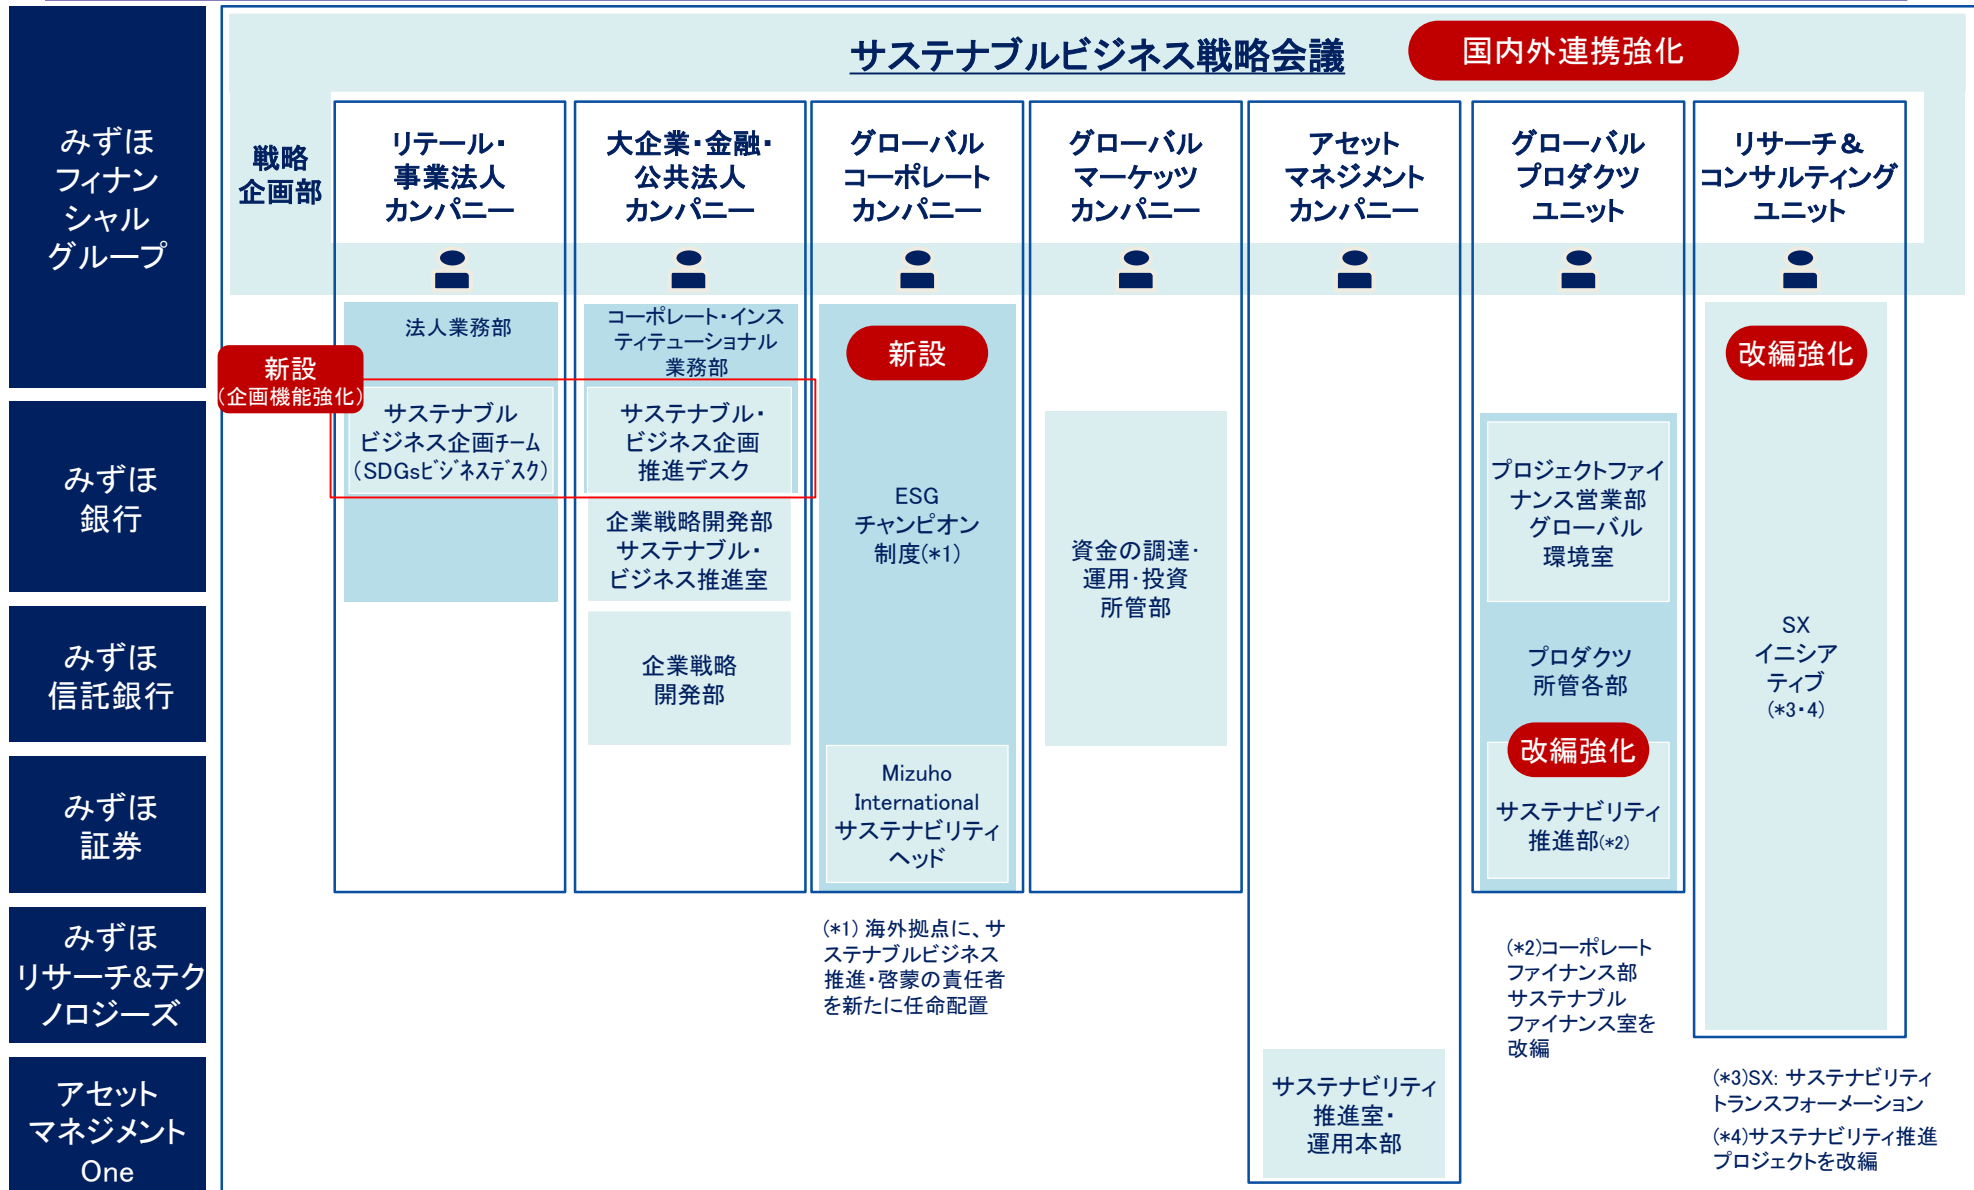 サステナブルビジネス戦略会議
国内外連携強化
みずほ
フィナン
シャル
グループ
戦略
企画部
リテール・
事業法人
カンパニー
大企業・金融・
公共法人
カンパニー
グローバル
コーポレート
カンパニー
グローバル
マーケッツ
カンパニー
アセット
マネジメント
カンパニー
グローバル
プロダクツ
ユニット
リサーチ＆
コンサルティング
ユニット
法人業務部
コーポレート・インス
ティテューショナル
業務部
新設
改編強化
新設
（企画機能強化）
みずほ
銀行
サステナブル
ビジネス企画ﾁｰﾑ
（SDGsﾋﾞｼﾞﾈｽﾃﾞｽｸ）
サステナブル・
ビジネス企画
推進デスク
企業戦略開発部
サステナブル・
ビジネス推進室
ESG
チャンピオン
制度(*1)
資金の調達・
運用・投資
所管部
プロジェクトファイ
ナンス営業部
グローバル
環境室
みずほ
信託銀行
企業戦略
開発部
プロダクツ
所管各部
SX
イニシア
ティブ
(*3・4)
みずほ
証券
Mizuho
International
サステナビリティ
ヘッド
改編強化
サステナビリティ
推進部(*2)
みずほ
リサーチ&テク
ノロジーズ
(*1) 海外拠点に、サ
ステナブルビジネス
推進・啓蒙の責任者
を新たに任命配置
(*2)コーポレート
ファイナンス部
サステナブル
ファイナンス室を
改編
アセット
マネジメント
One
サステナビリティ
推進室・
運用本部
(*3)SX: サステナビリティ
トランスフォーメーション
(*4)サステナビリティ推進
プロジェクトを改編